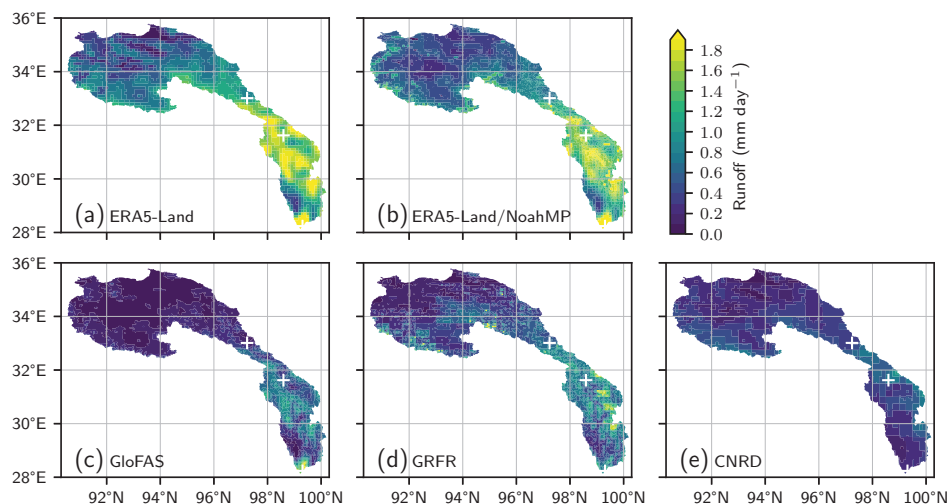 36°E
34°E
32°E
30°E
28°E
(a) ERA5-Land
(b) ERA5-Land/NoahMP
1.8
1.6
1.4
1.2
1.0
0.8
0.6
0.4
0.2
0.0
Runoff (mm day⁻¹)
36°E
34°E
32°E
30°E
28°E
(c) GloFAS
(d) GRFR
(e) CNRD
92°N 94°N 96°N 98°N 100°N
92°N 94°N 96°N 98°N 100°N
92°N 94°N 96°N 98°N 100°N